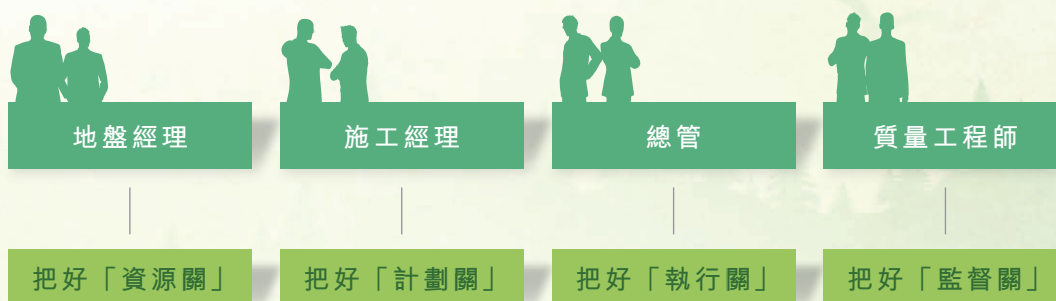 地盤經理
施工經理
總管
質量工程師
把好「資源關」
把好「計劃關」
把好「執行關」
把好「監督關」